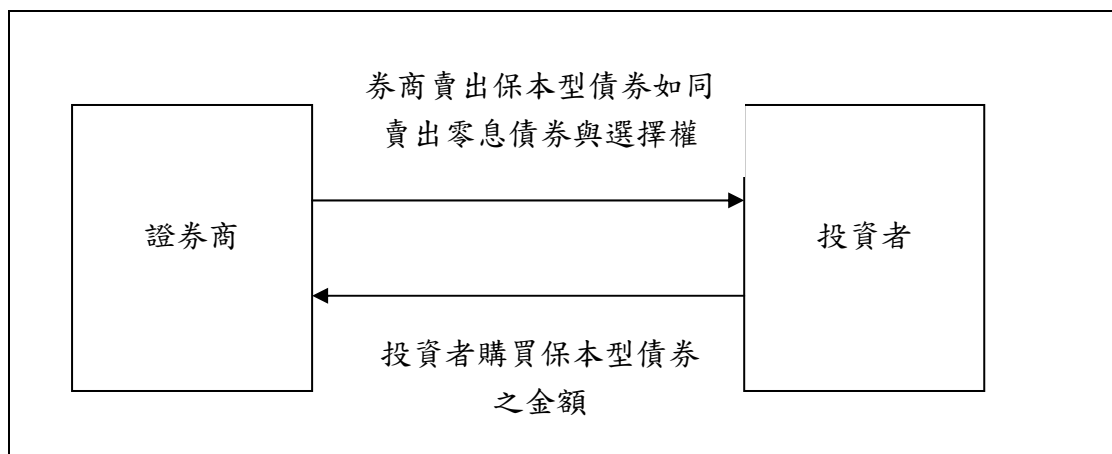 券商賣出保本型債券如同
賣出零息債券與選擇權
證券商
投資者
投資者購買保本型債券
之金額